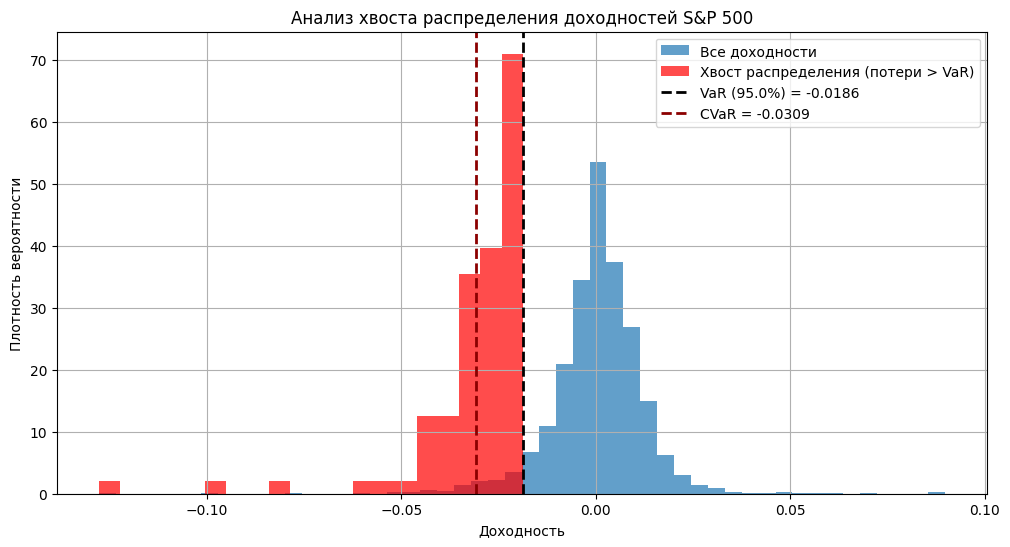 Анализ хвоста распределения доходностей S&P 500
Все доходности
Хвост распределения (потери > VaR)
VaR (95.0%) = -0.0186
CVaR = -0.0309
Плотность вероятности
70
60
50
40
30
20
10
0
−0.10
−0.05
0.00
0.05
0.10
Доходность